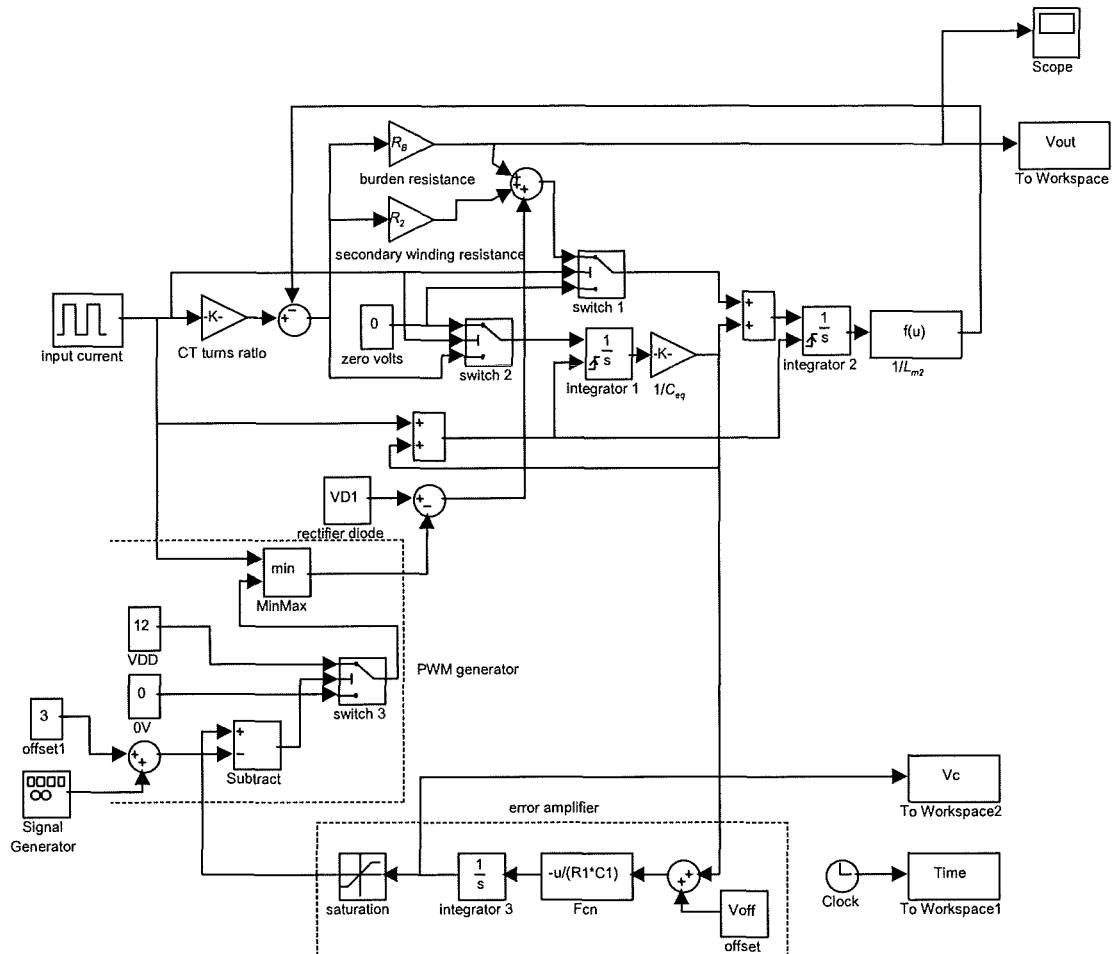 Scope
Vout
To Workspace
R_B
burden resistance
R_2
secondary winding resistance
switch 1
input current
-K-
CT turns ratio
0
zero volts
switch 2
1
s
integrator 1
-K-
1/C_eq
1
s
integrator 2
f(u)
1/L_m2
VD1
rectifier diode
min
MinMax
12
VDD
0
0V
switch 3
PWM generator
3
offset1
Subtract
Signal
Generator
error amplifier
Vc
To Workspace2
saturation
1
s
integrator 3
-u/(R1*C1)
Fcn
Voff
offset
Clock
Time
To Workspace1